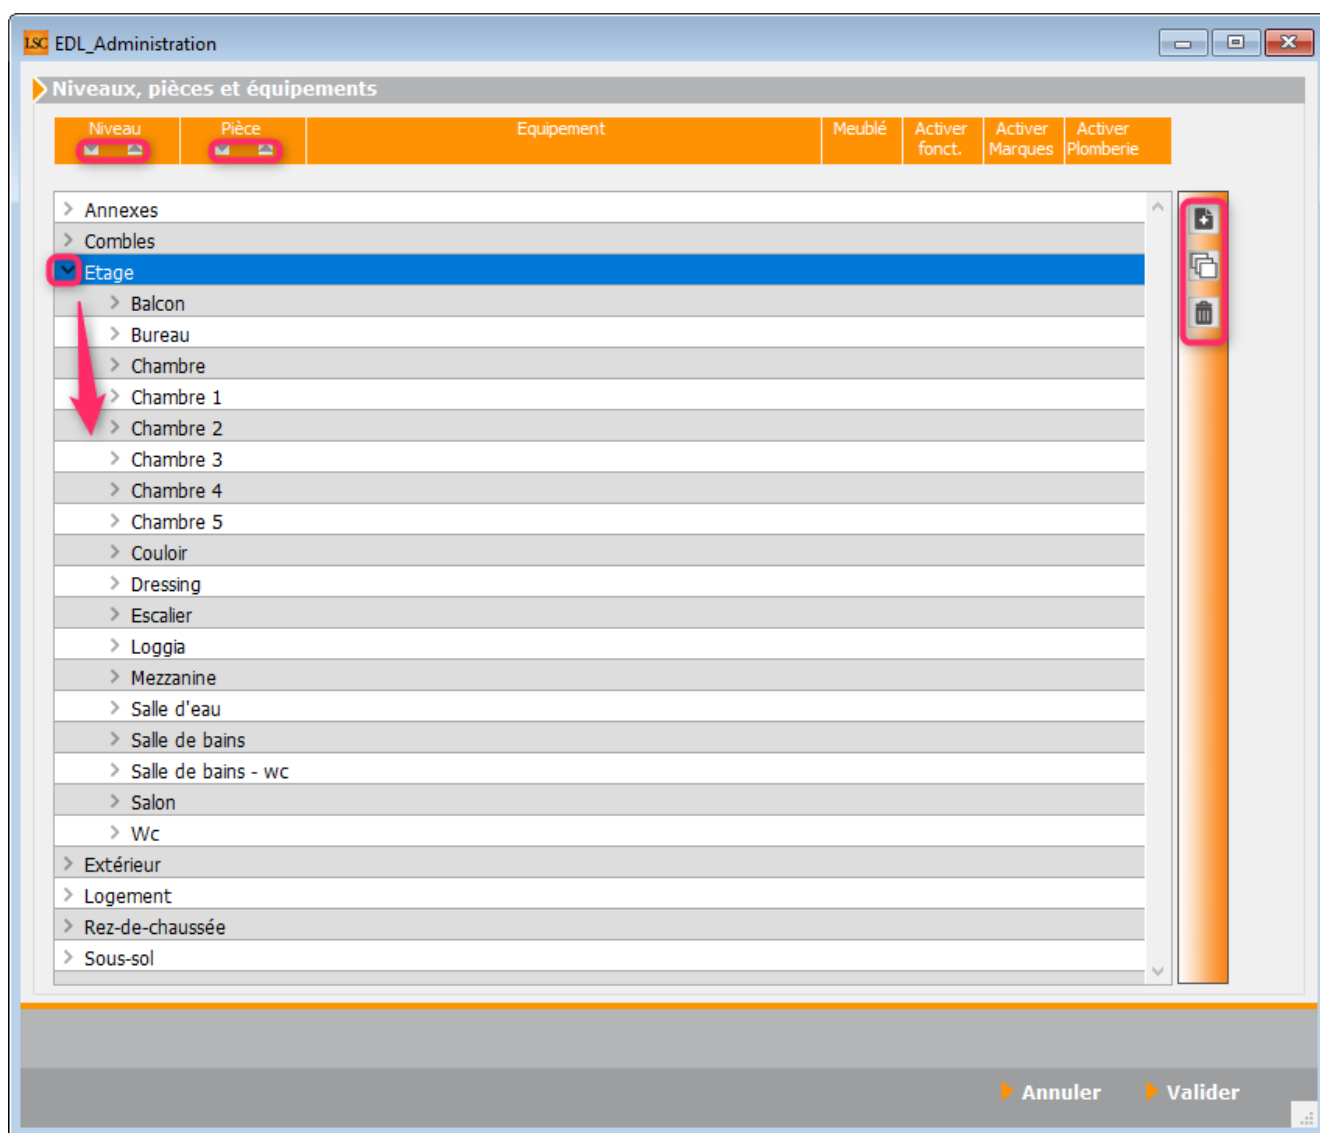 LSC EDL_Administration
Niveaux, pièces et équipements
Niveau Pièce Equipement Meublé Activer fonct. Activer Marques Activer Plomberie
Annexes
Combles
Etage
Balcon
Bureau
Chambre
Chambre 1
Chambre 2
Chambre 3
Chambre 4
Chambre 5
Couloir
Dressing
Escalier
Loggia
Mezzanine
Salle d'eau
Salle de bains
Salle de bains - wc
Salon
Wc
Extérieur
Logement
Rez-de-chaussée
Sous-sol
Annuler Valider